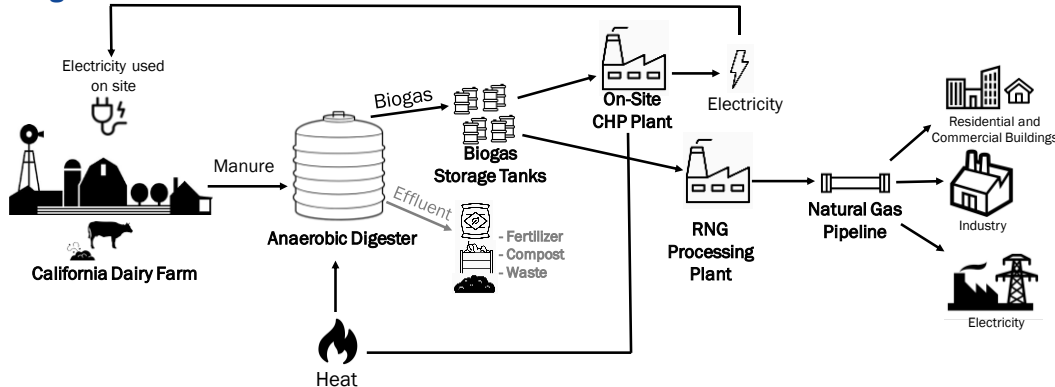 Electricity used
on site
Manure
California Dairy Farm
Biogas
Anaerobic Digester
Effluent
- Fertilizer
- Compost
- Waste
Heat
Biogas
Storage Tanks
On-Site
CHP Plant
Electricity
RNG
Processing
Plant
Natural Gas
Pipeline
Residential and
Commercial Buildings
Industry
Electricity